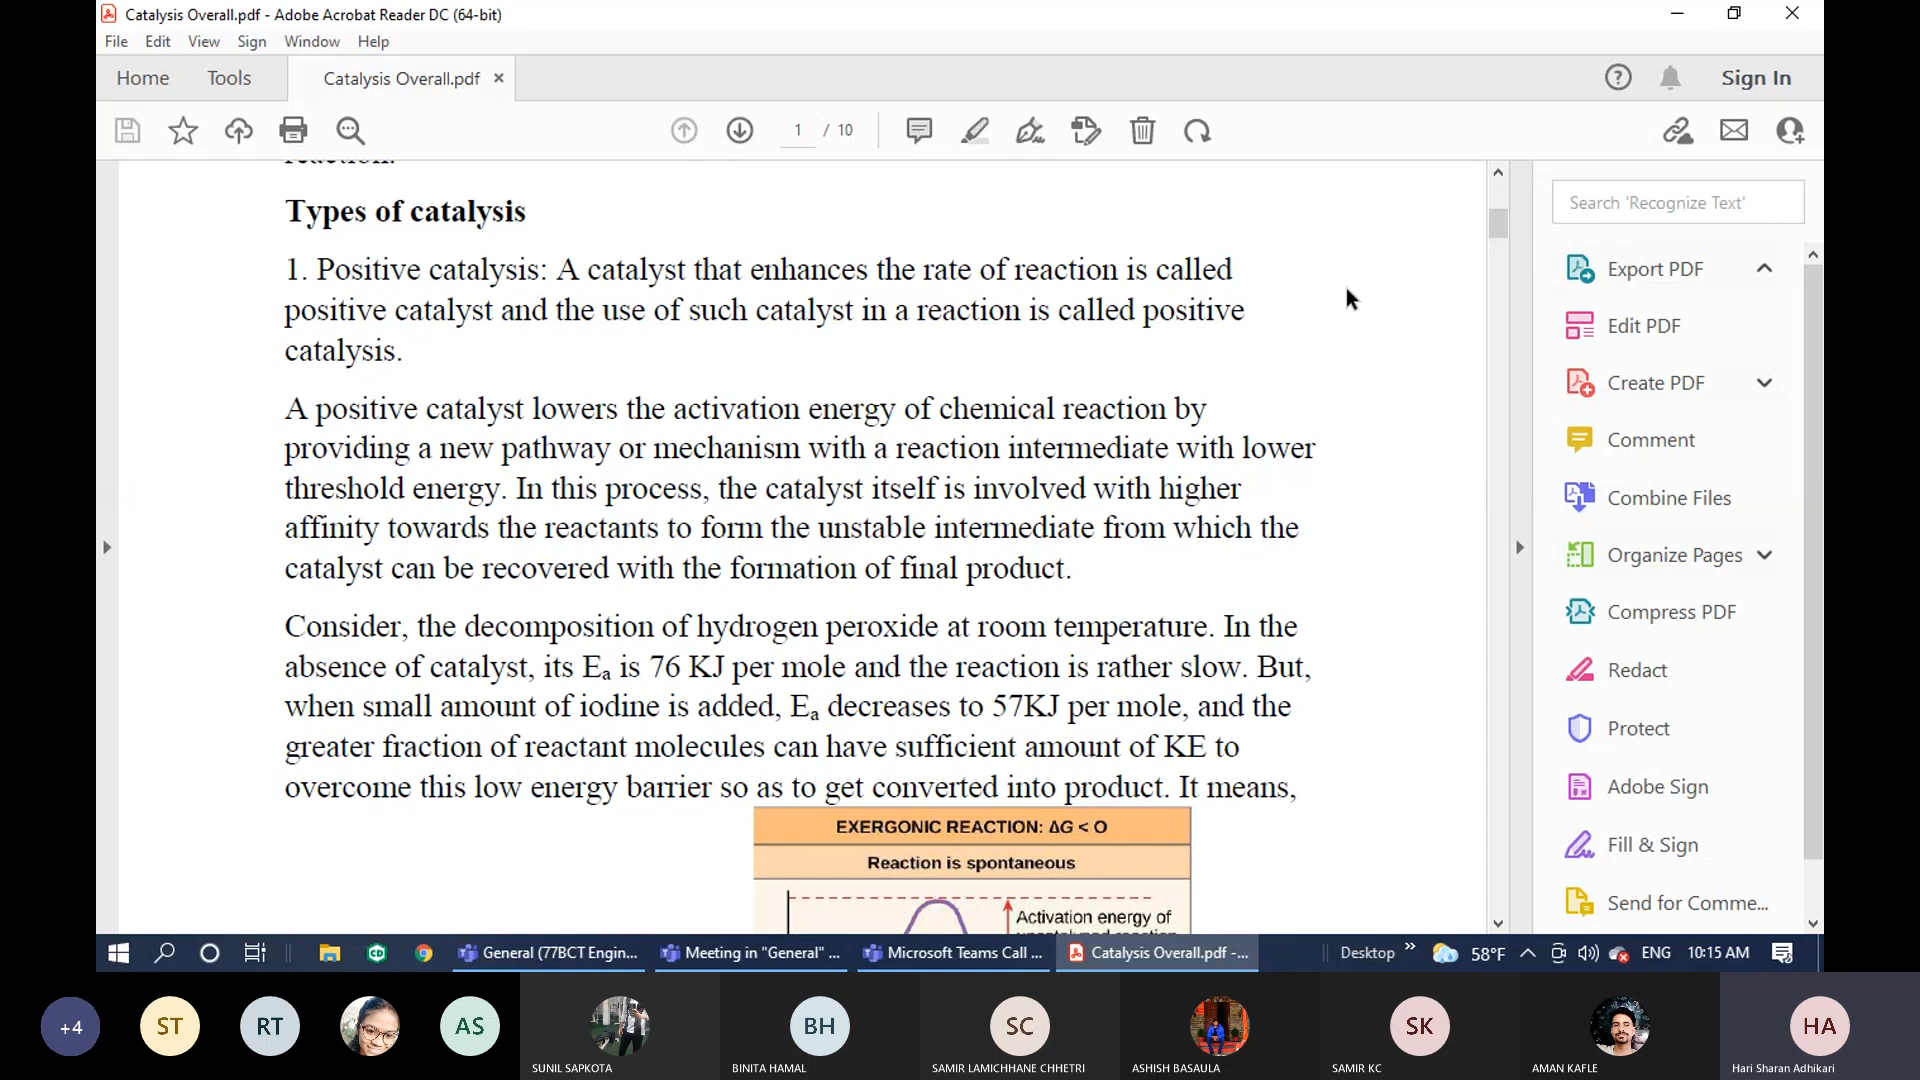 Catalysis Overall.pdf - Adobe Acrobat Reader DC (64-bit)
File Edit View Sign Window Help
Home Tools Catalysis Overall.pdf × Sign In
1 / 10
reaction.
Types of catalysis
1. Positive catalysis: A catalyst that enhances the rate of reaction is called
positive catalyst and the use of such catalyst in a reaction is called positive
catalysis.
A positive catalyst lowers the activation energy of chemical reaction by
providing a new pathway or mechanism with a reaction intermediate with lower
threshold energy. In this process, the catalyst itself is involved with higher
affinity towards the reactants to form the unstable intermediate from which the
catalyst can be recovered with the formation of final product.
Consider, the decomposition of hydrogen peroxide at room temperature. In the
absence of catalyst, its Eₐ is 76 KJ per mole and the reaction is rather slow. But,
when small amount of iodine is added, Eₐ decreases to 57KJ per mole, and the
greater fraction of reactant molecules can have sufficient amount of KE to
overcome this low energy barrier so as to get converted into product. It means,
EXERGONIC REACTION: ΔG < O
Reaction is spontaneous
Activation energy of
uncatalyzed reaction
Search 'Recognize Text'
Export PDF
Edit PDF
Create PDF
Comment
Combine Files
Organize Pages
Compress PDF
Redact
Protect
Adobe Sign
Fill & Sign
Send for Comme...
General (77BCT Engin... Meeting in "General" ... Microsoft Teams Call ... Catalysis Overall.pdf -... Desktop » 58°F ENG 10:15 AM
+4 ST RT AS BH SC SK HA
SUNIL SAPKOTA BINITA HAMAL SAMIR LAMICHHANE CHHETRI ASHISH BASAULA SAMIR KC AMAN KAFLE Hari Sharan Adhikari